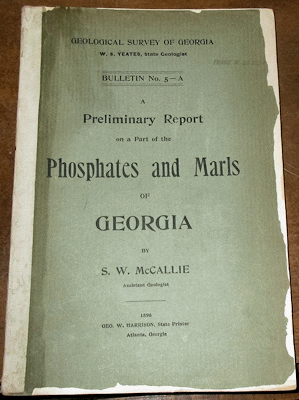 GEOLOGICAL SURVEY OF GEORGIA
W. S. YEATES, State Geologist
BULLETIN No. 5—A
A
Preliminary Report
on a Part of the
Phosphates and Marls
OF
GEORGIA
BY
S. W. McCALLIE
Assistant Geologist
1896
GEO. W. HARRISON, State Printer
Atlanta, Georgia